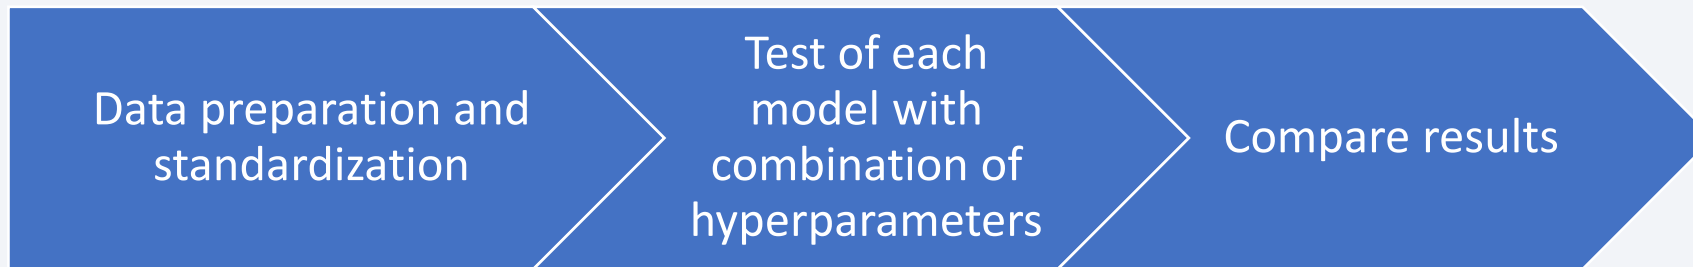 Data preparation and
standardization
Test of each
model with
combination of
hyperparameters
Compare results